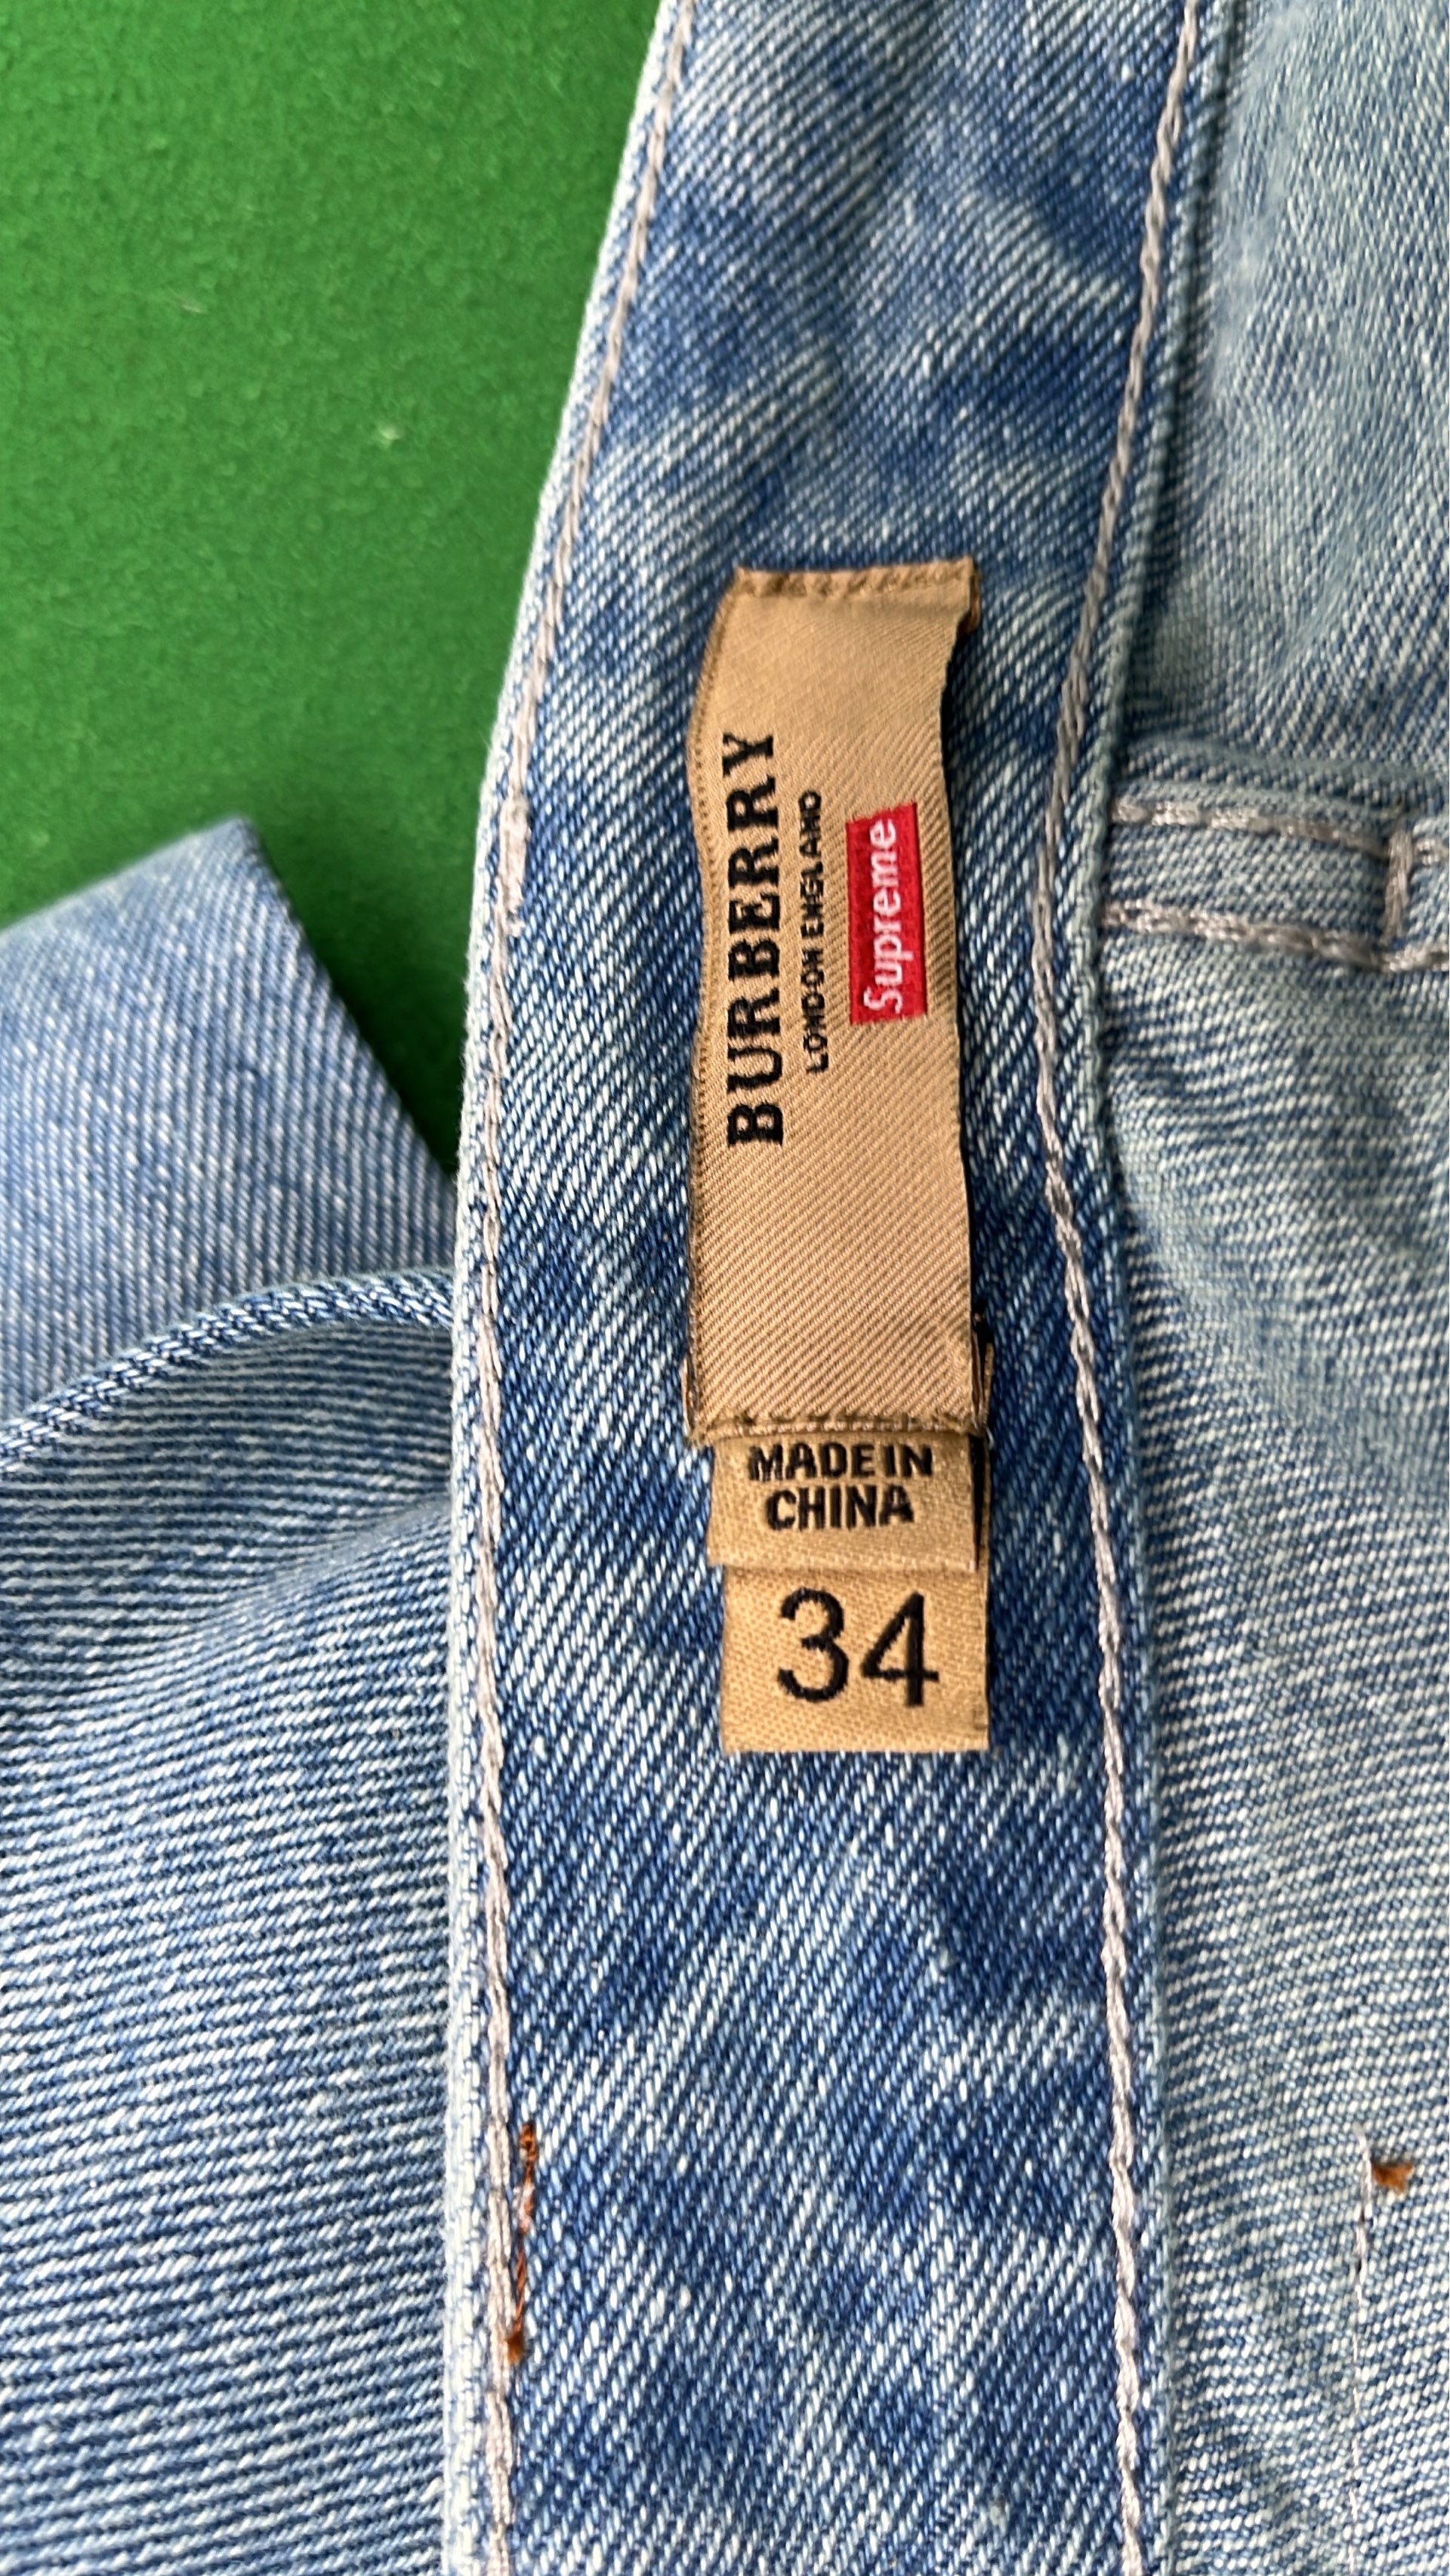 BURBERRY
LONDON ENGLAND
Supreme
MADE IN
CHINA
34